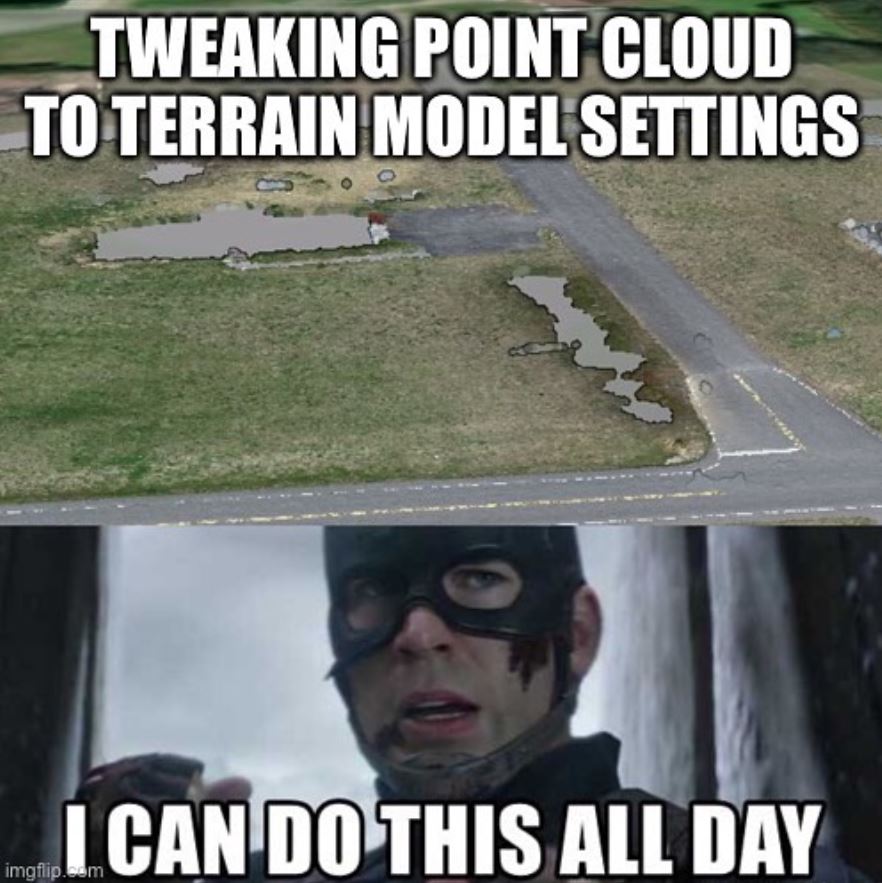 TWEAKING POINT CLOUD
TO TERRAIN MODEL SETTINGS
I CAN DO THIS ALL DAY
imgflip.com